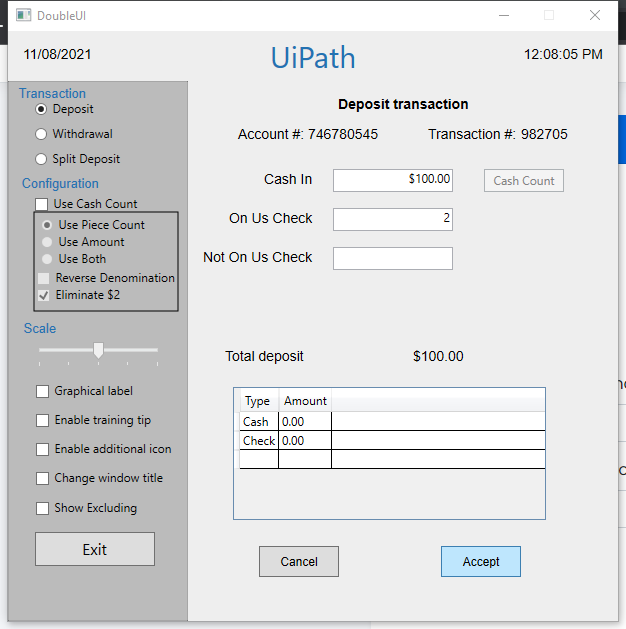 DoubleUI
11/08/2021
UiPath
12:08:05 PM
Transaction
Deposit
Withdrawal
Split Deposit
Configuration
Use Cash Count
Use Piece Count
Use Amount
Use Both
Reverse Denomination
Eliminate $2
Scale
Graphical label
Enable training tip
Enable additional icon
Change window title
Show Excluding
Exit
Deposit transaction
Account #: 746780545 Transaction #: 982705
Cash In $100.00 Cash Count
On Us Check 2
Not On Us Check
Total deposit $100.00
Type Amount
Cash 0.00
Check 0.00
Cancel Accept